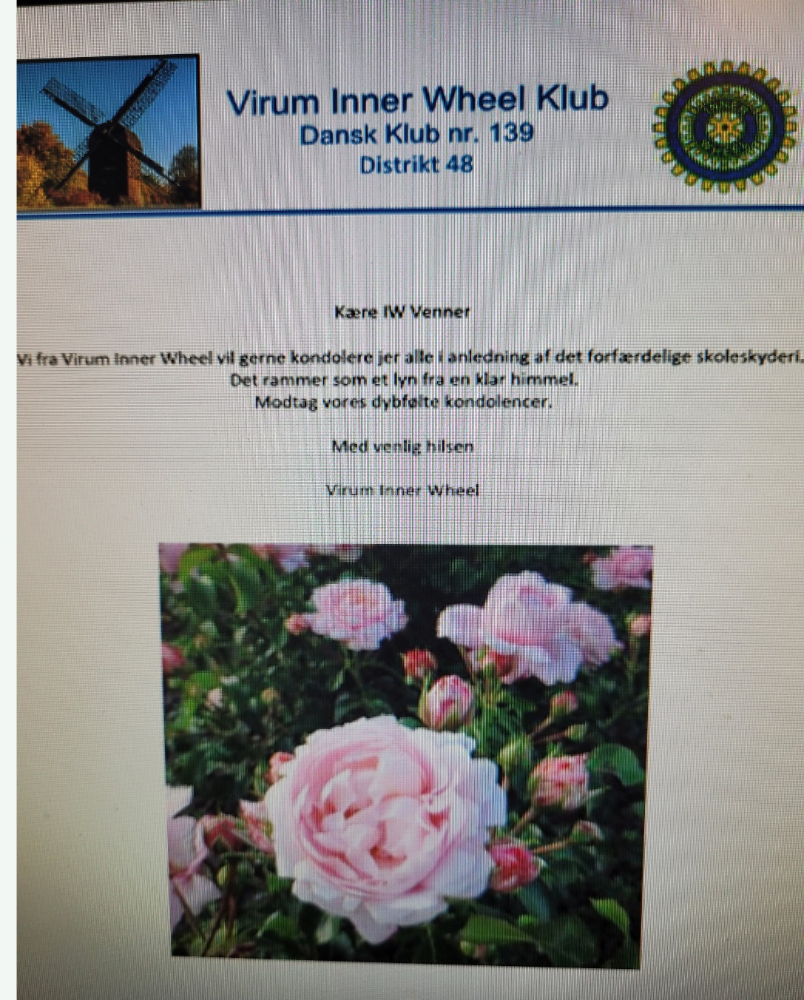 Virum Inner Wheel Klub
Dansk Klub nr. 139
Distrikt 48
Kære IW Venner
Vi fra Virum Inner Wheel vil gerne kondolere jer alle i anledning af det forfærdelige skoleskyderi.
Det rammer som et lyn fra en klar himmel.
Modtag vores dybfølte kondolencer.
Med venlig hilsen
Virum Inner Wheel